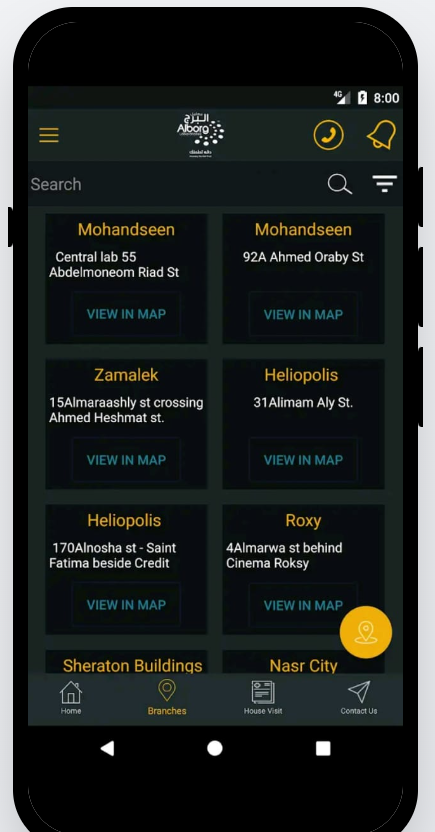 4G 8:00
البرج
Alborg
Search
Mohandseen
Central lab 55
Abdelmoneom Riad St
VIEW IN MAP
Mohandseen
92A Ahmed Oraby St
VIEW IN MAP
Zamalek
15Almaraashly st crossing
Ahmed Heshmat st.
VIEW IN MAP
Heliopolis
31Alimam Aly St.
VIEW IN MAP
Heliopolis
170Alnosha st - Saint
Fatima beside Credit
VIEW IN MAP
Roxy
4Almarwa st behind
Cinema Roksy
VIEW IN MAP
Sheraton Buildings
Nasr City
Home
Branches
House Visit
Contact Us